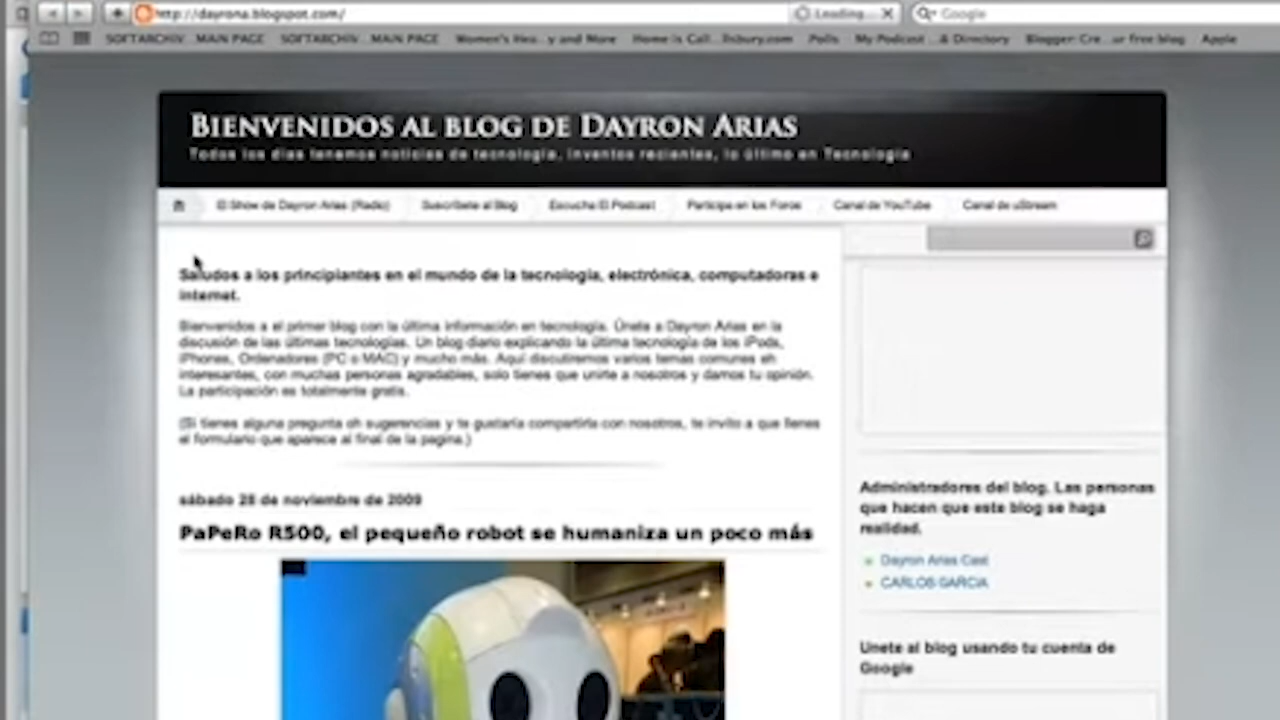 http://dayrona.blogspot.com/
Loading...
Google
SOFTARCHIV...MAIN PAGE
SOFTARCHIV...MAIN PAGE
Women's Hea...y and More
Home is Call...lisbury.com
Polls
My Podcast ...& Directory
Blogger: Cre...ur free blog
Apple
BIENVENIDOS AL BLOG DE DAYRON ARIAS
Todos los dias tenemos noticias de tecnología, inventos recientes, lo último en Tecnologia
El Show de Dayron Arias (Radio)
Suscribete al Blog
Escucha El Podcast
Participa en los Foros
Canal de YouTube
Canal de uStream
Saludos a los principiantes en el mundo de la tecnologia, electrónica, computadoras e
internet.
Bienvenidos a el primer blog con la última información en tecnología. Únete a Dayron Arias en la
discusión de las últimas tecnologías. Un blog diario explicando la última tecnología de los iPods,
iPhones, Ordenadores (PC o MAC) y mucho más. Aquí discutiremos varios temas comunes eh
interesantes, con muchas personas agradables, solo tienes que unirte a nosotros y darnos tu opinión.
La participación es totalmente gratis.
(Si tienes alguna pregunta oh sugerencias y te gustaría compartirla con nosotros, te invito a que llenes
el formulario que aparece al final de la pagina.)
sábado 28 de noviembre de 2009
PaPeRo R500, el pequeño robot se humaniza un poco más
Administradores del blog. Las personas
que hacen que este blog se haga
realidad.
Dayron Arias Cast
CARLOS GARCIA
Unete al blog usando tu cuenta de
Google